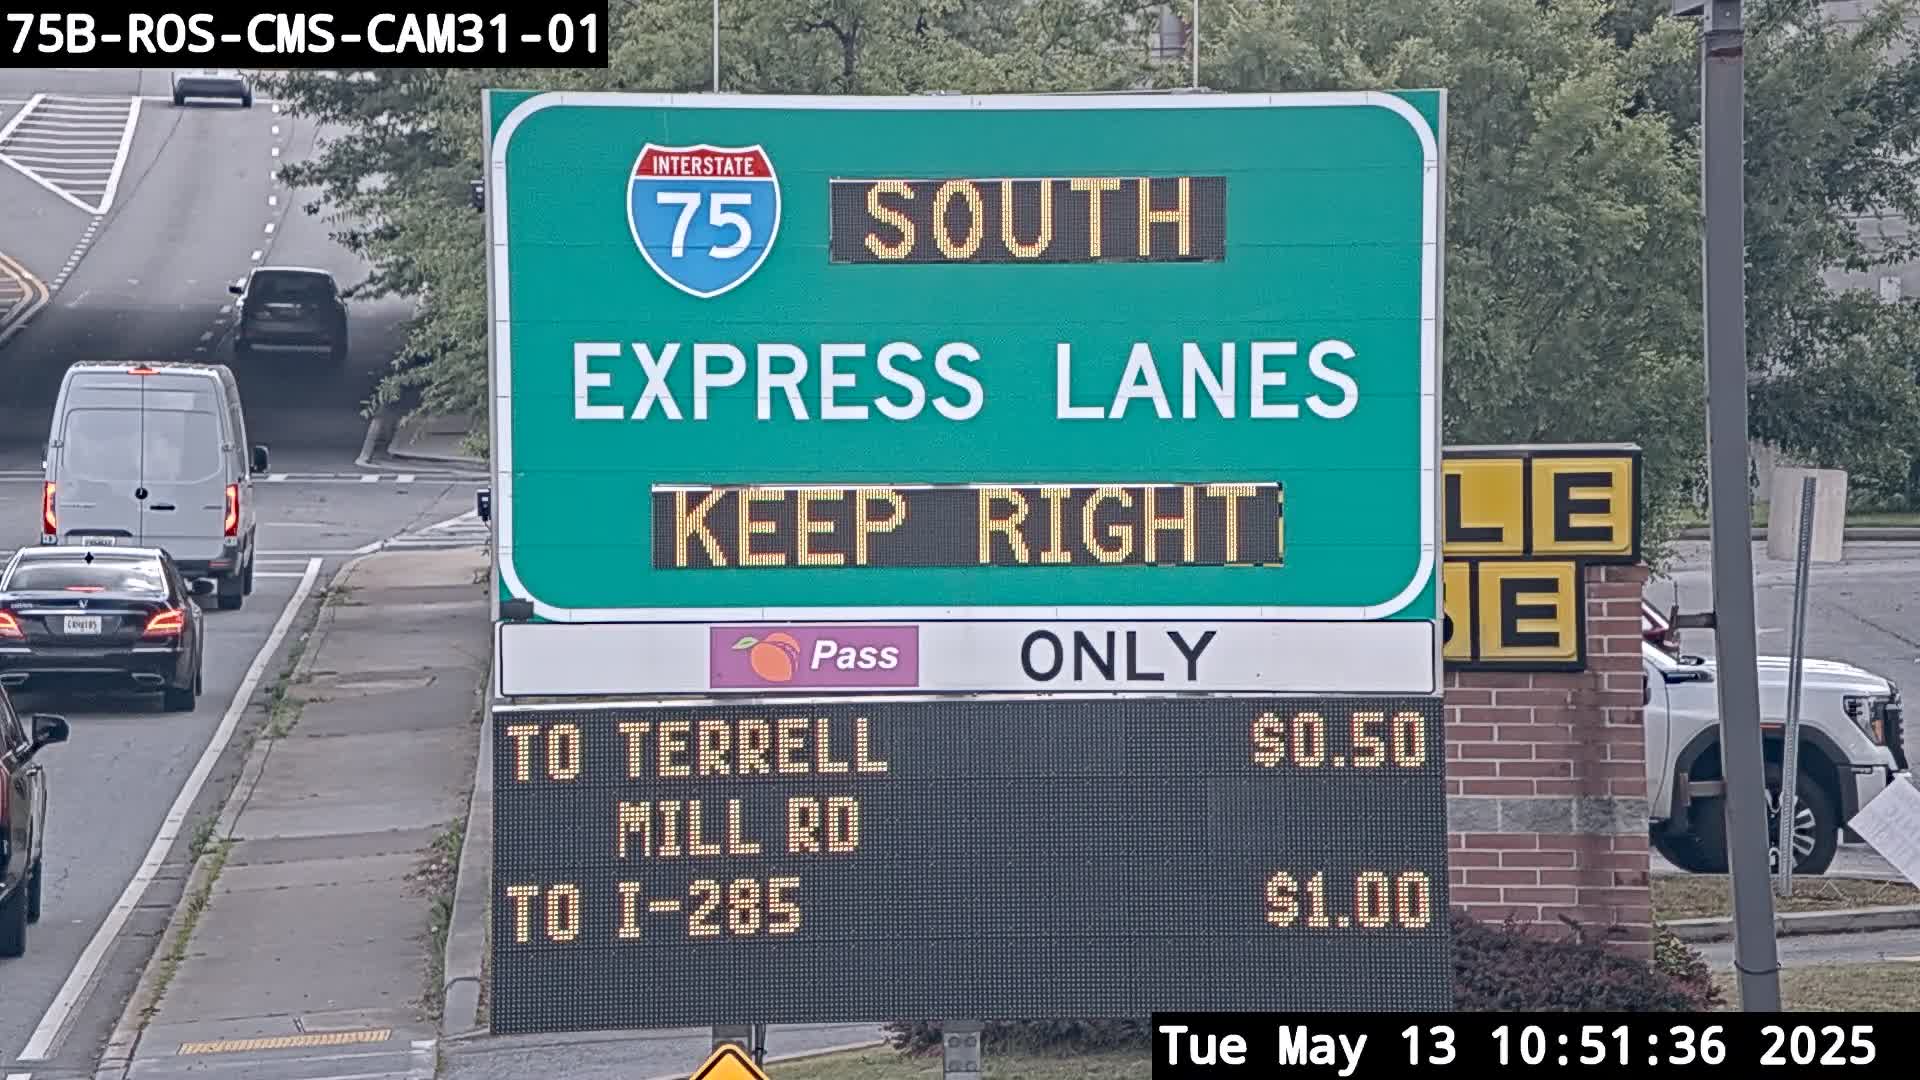 75B-ROS-CMS-CAM31-01
INTERSTATE
75
SOUTH
EXPRESS LANES
KEEP RIGHT
Pass ONLY
TO TERRELL $0.50
MILL RD
TO I-285 $1.00
LE
E
Tue May 13 10:51:36 2025